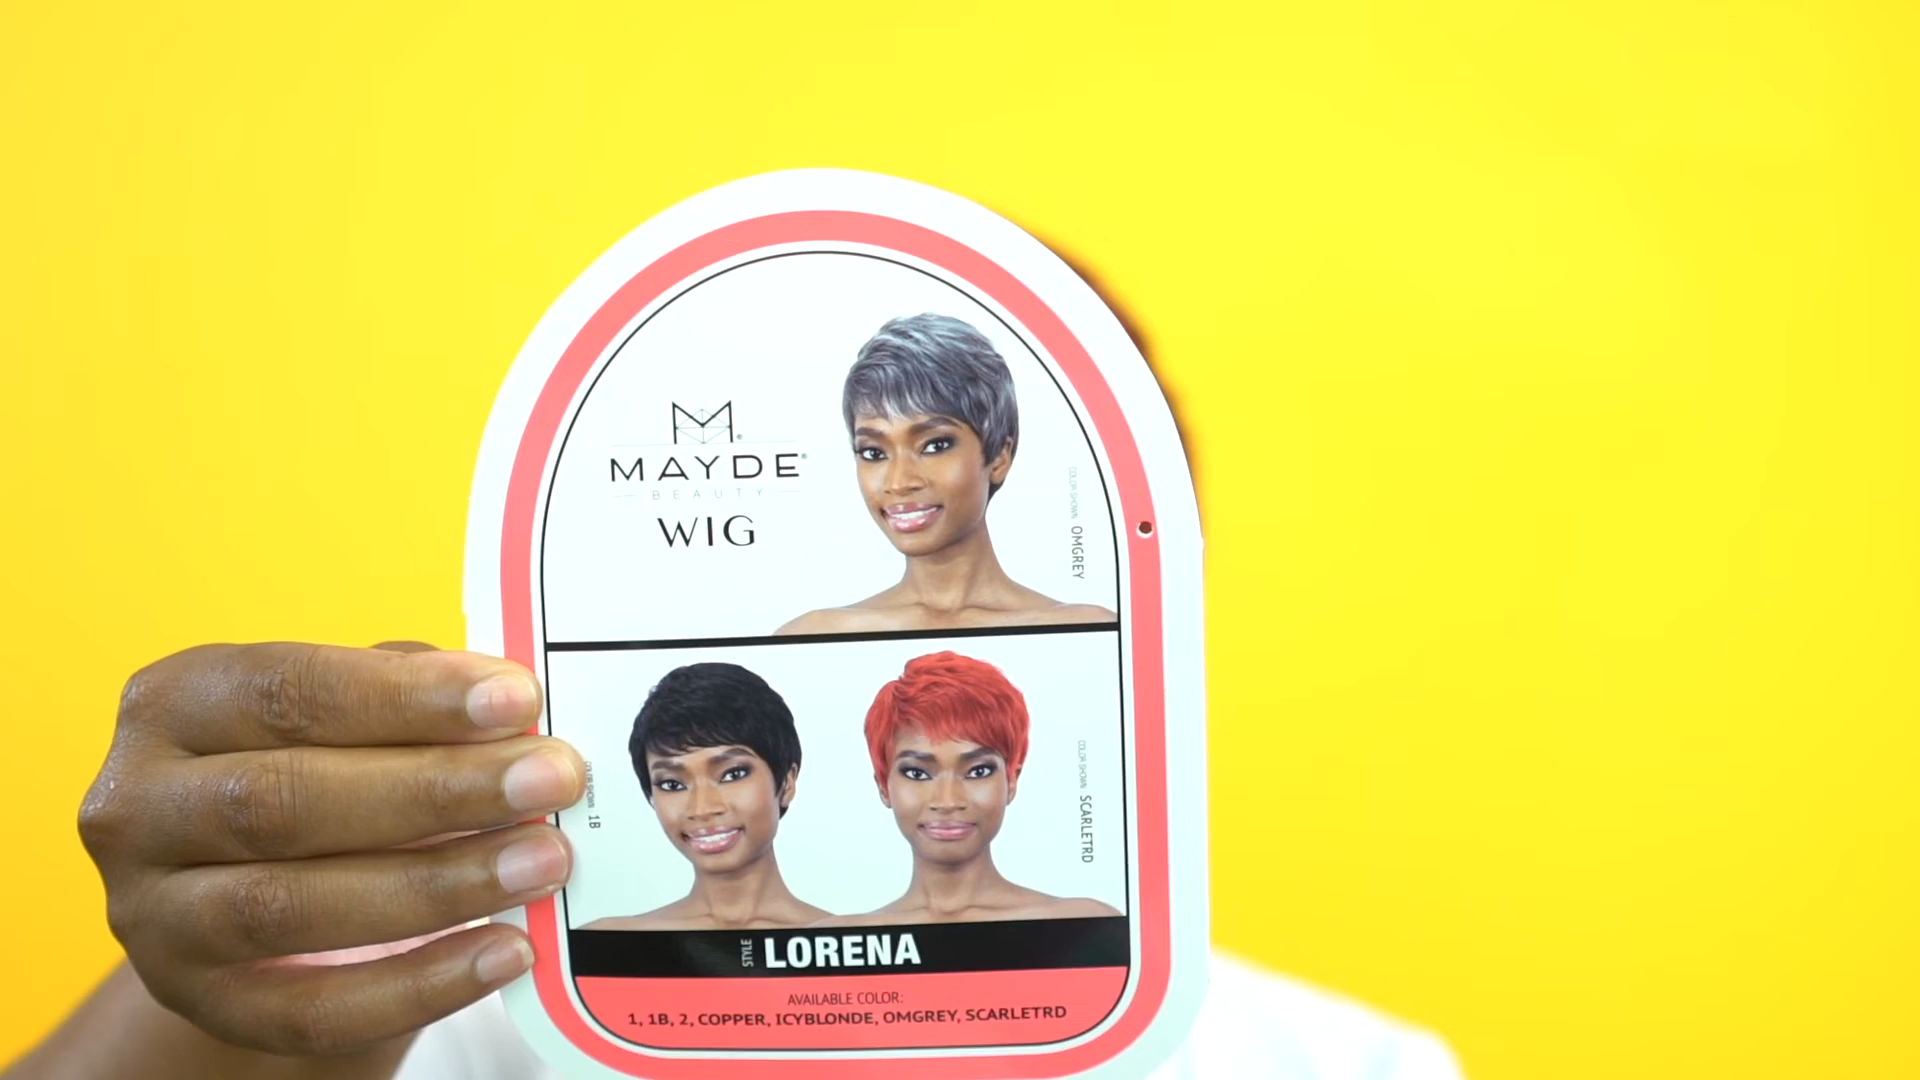 M®
MAYDE®
BEAUTY
WIG
COLOR SHOWN OMGREY
COLOR SHOWN 1B
COLOR SHOWN SCARLETRD
STYLE LORENA
AVAILABLE COLOR:
1, 1B, 2, COPPER, ICYBLONDE, OMGREY, SCARLETRD